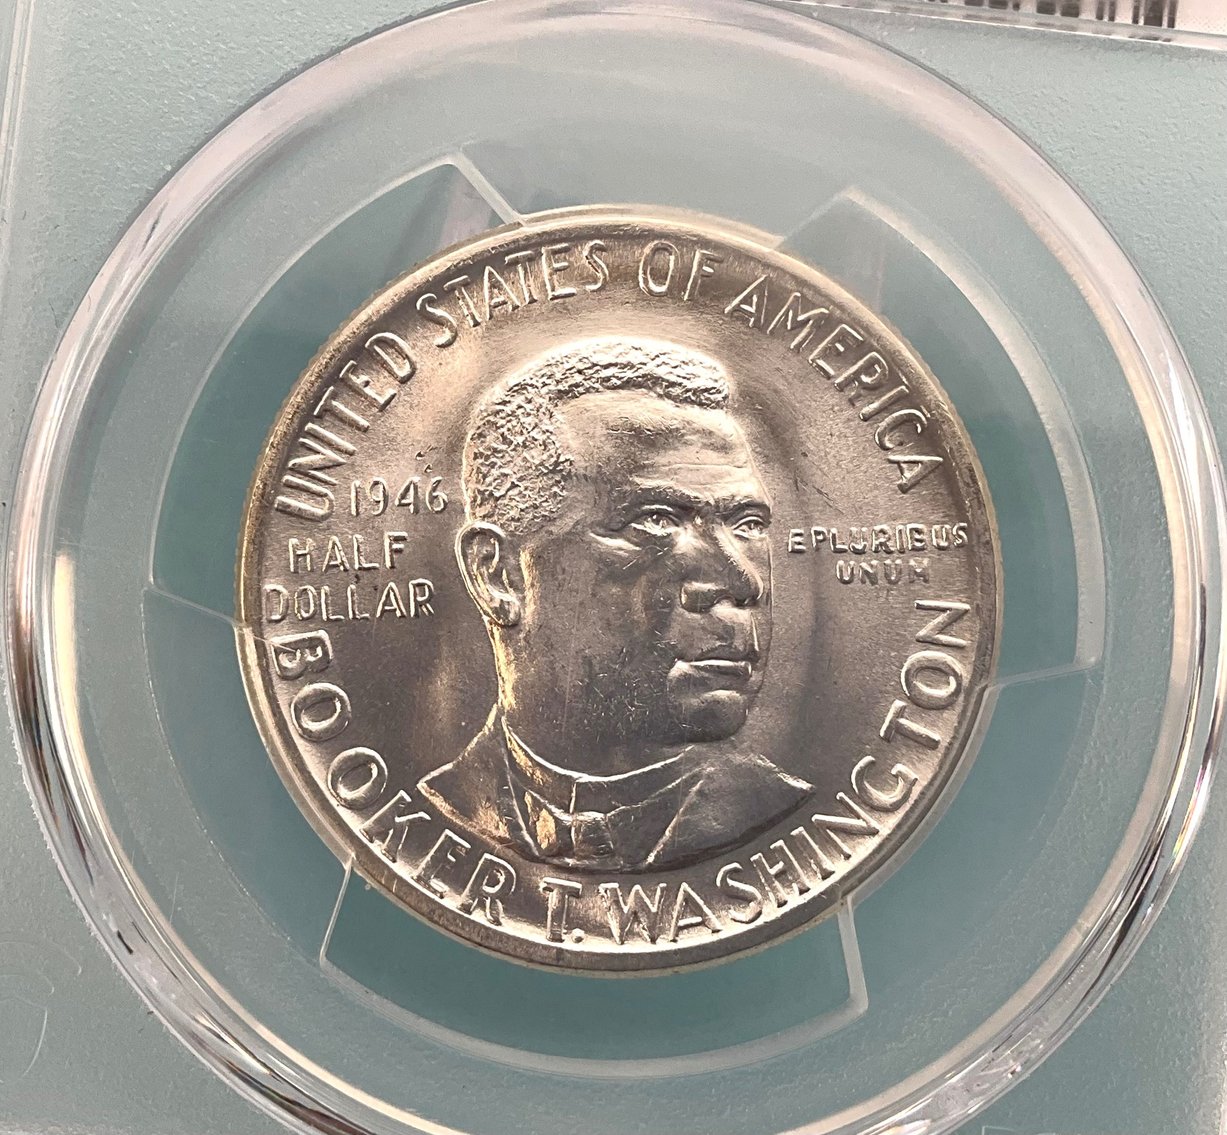 UNITED STATES OF AMERICA
1946
HALF
DOLLAR
E PLURIBUS
UNUM
BOOKER T. WASHINGTON